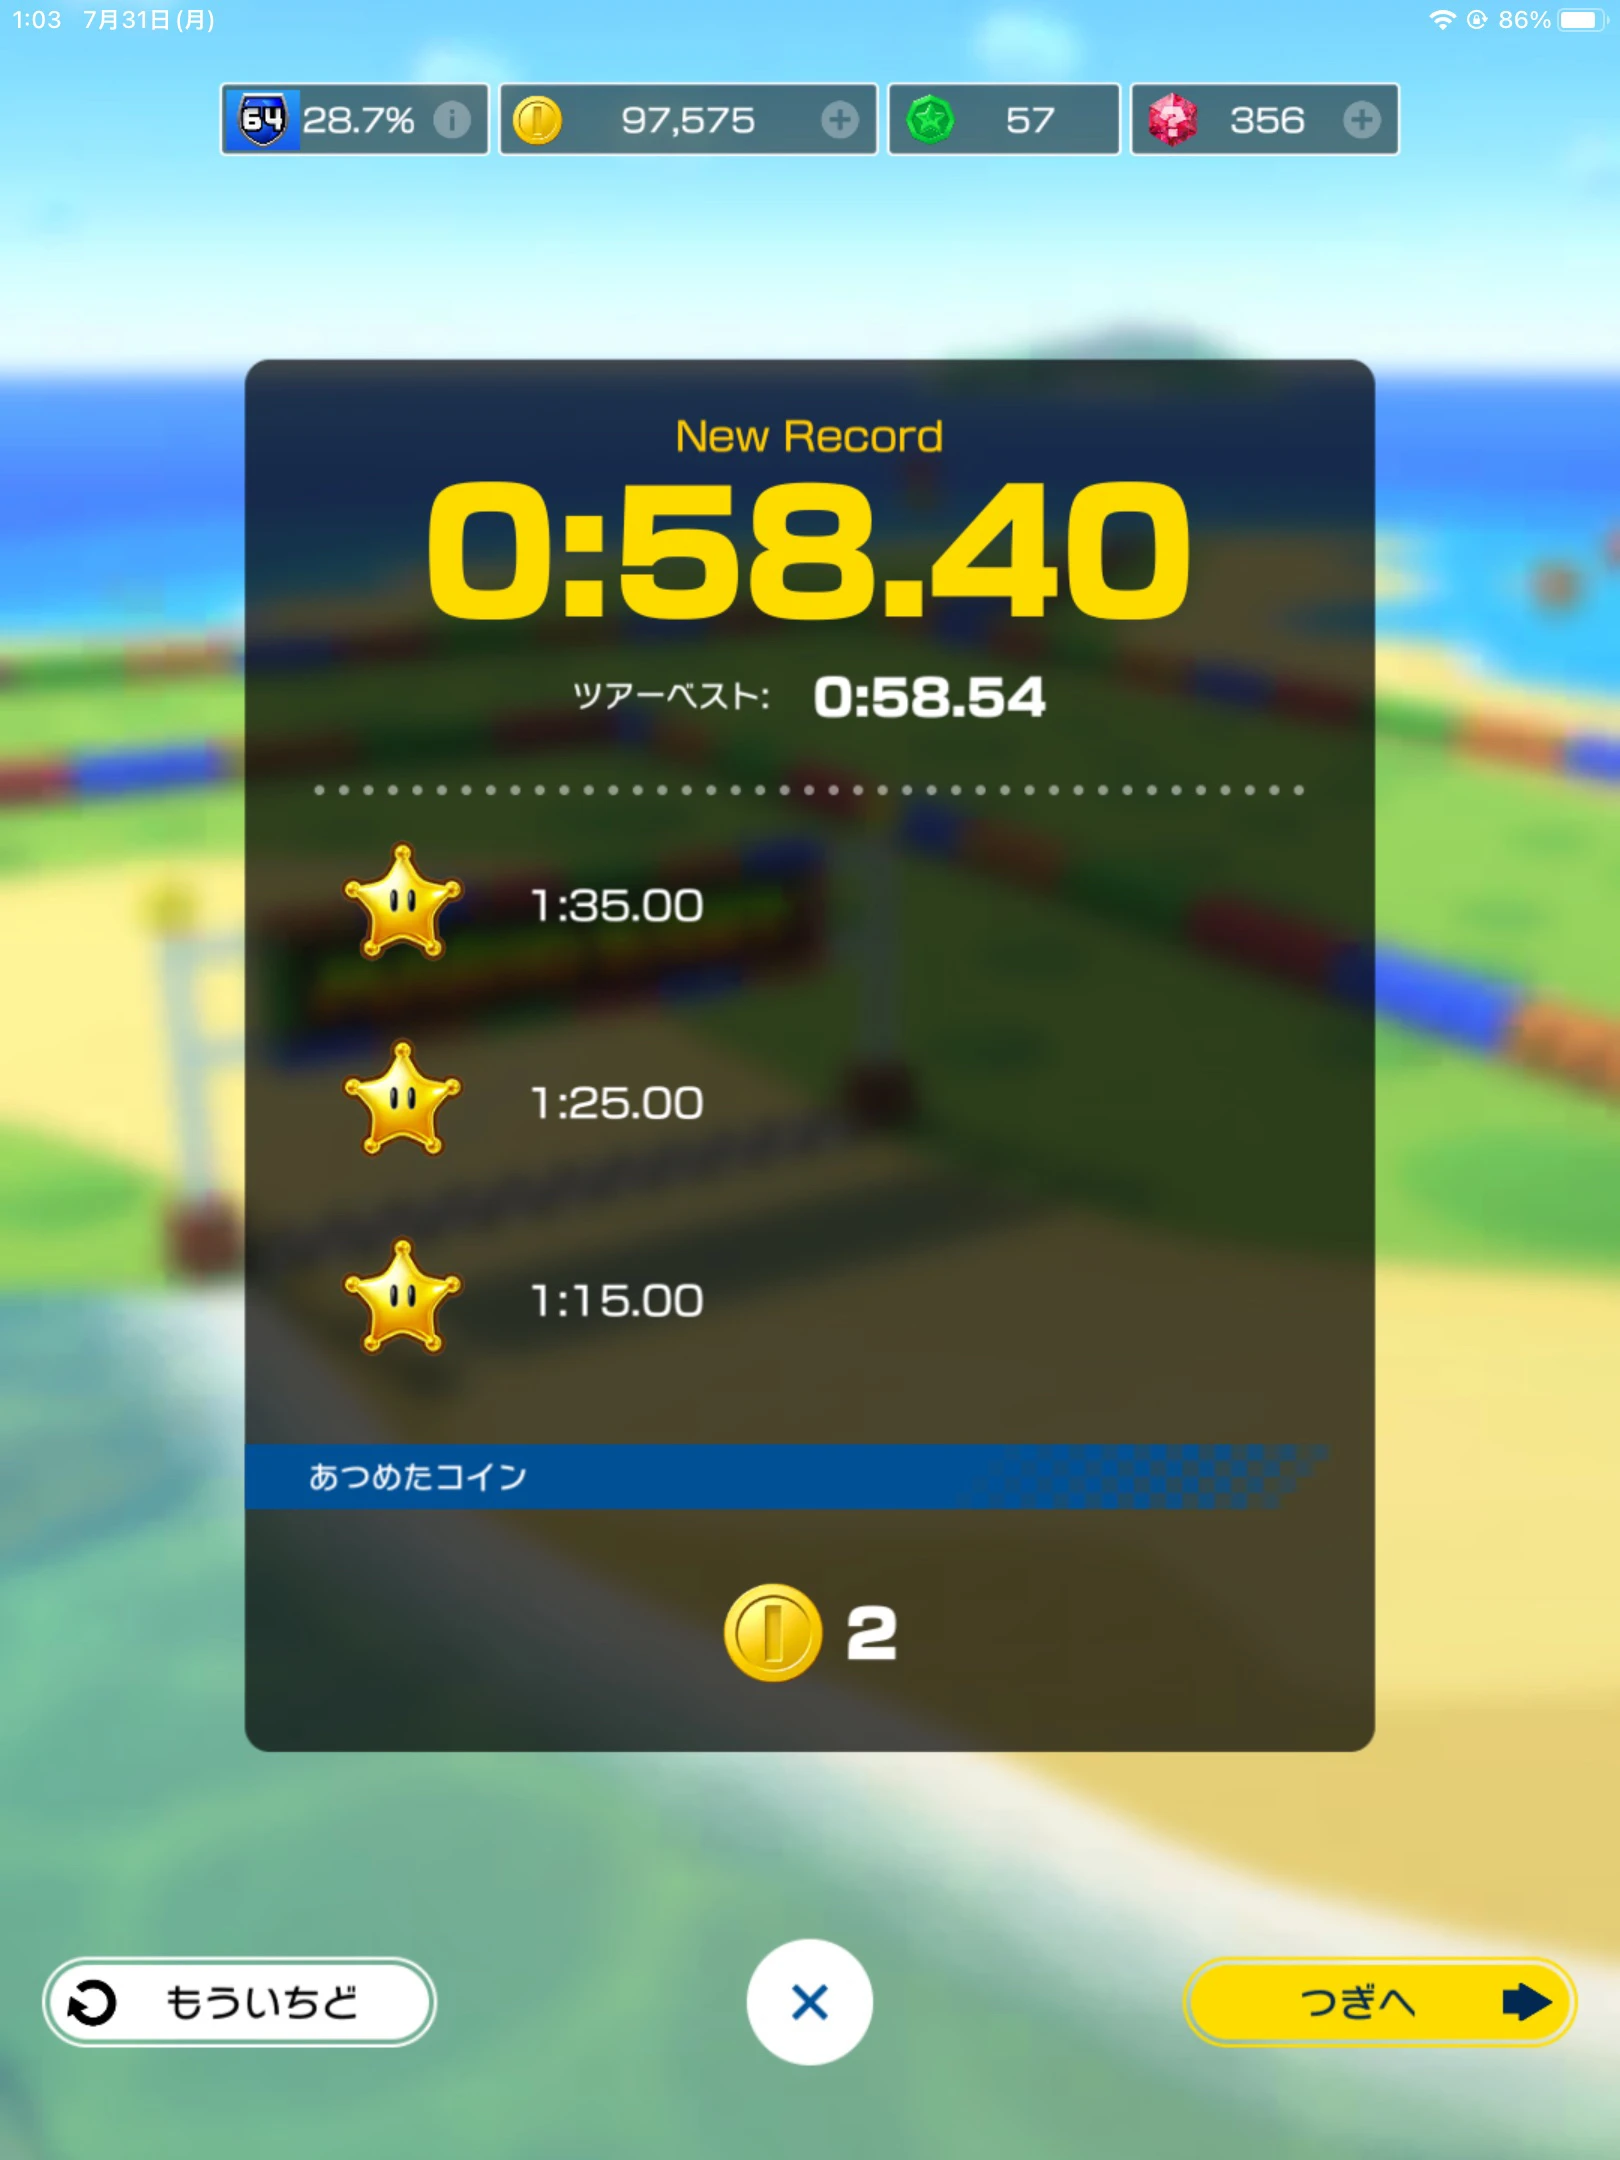 1:03 7月31日(月) 86%
64 28.7% i 97,575 + 57 ? 356 +
New Record
0:58.40
ツアーベスト: 0:58.54
1:35.00
1:25.00
1:15.00
あつめたコイン
2
もういちど × つぎへ